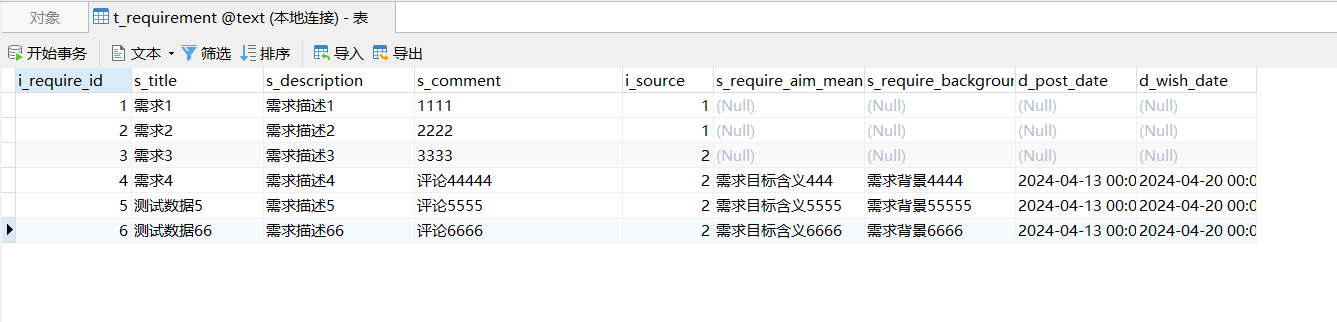 对象 t_requirement @text (本地连接) - 表
开始事务 文本 筛选 排序 导入 导出
i_require_id s_title s_description s_comment i_source s_require_aim_mean s_require_backgroun d_post_date d_wish_date
1 需求1 需求描述1 1111 1 (Null) (Null) (Null) (Null)
2 需求2 需求描述2 2222 1 (Null) (Null) (Null) (Null)
3 需求3 需求描述3 3333 2 (Null) (Null) (Null) (Null)
4 需求4 需求描述4 评论44444 2 需求目标含义444 需求背景4444 2024-04-13 00:0 2024-04-20 00:0
5 测试数据5 需求描述5 评论5555 2 需求目标含义5555 需求背景55555 2024-04-13 00:0 2024-04-20 00:0
6 测试数据66 需求描述66 评论6666 2 需求目标含义6666 需求背景6666 2024-04-13 00:0 2024-04-20 00:0